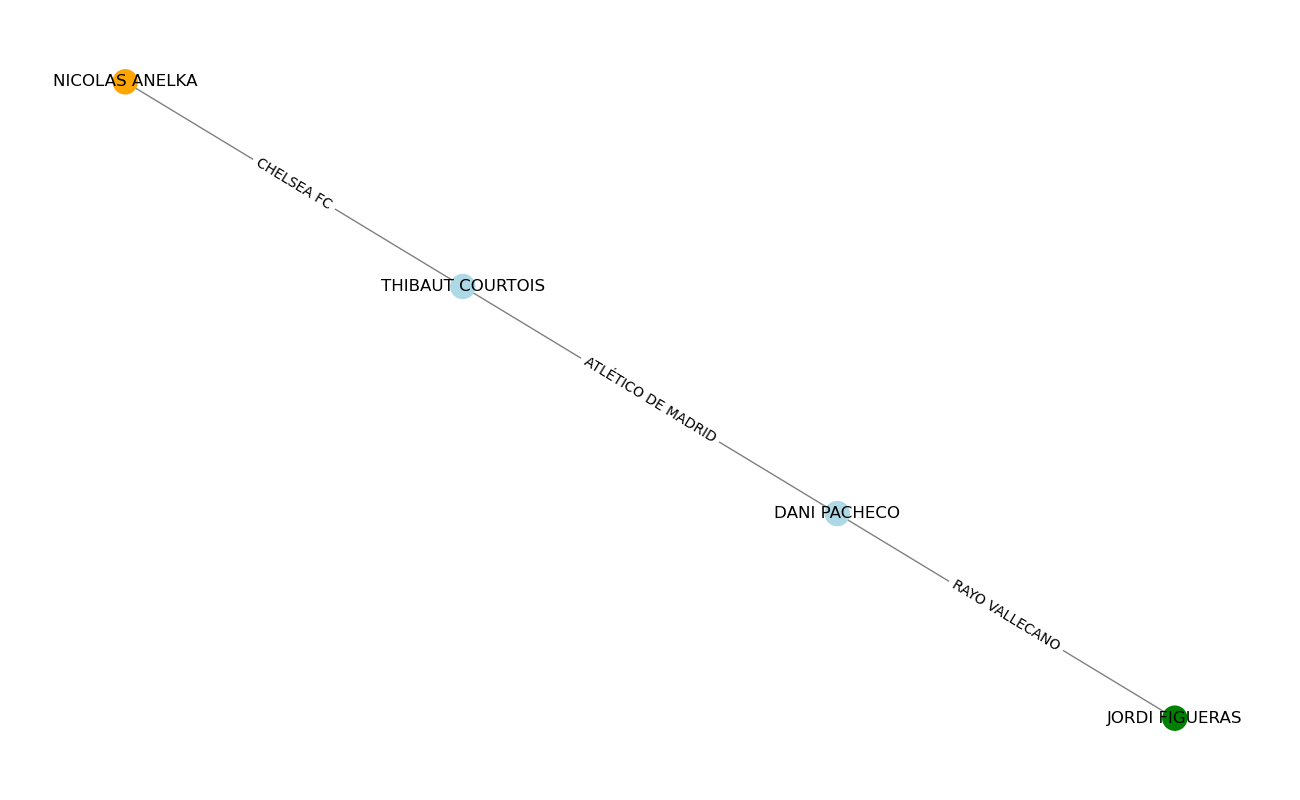 NICOLAS ANELKA
CHELSEA FC
THIBAUT COURTOIS
ATLÉTICO DE MADRID
DANI PACHECO
RAYO VALLECANO
JORDI FIGUERAS